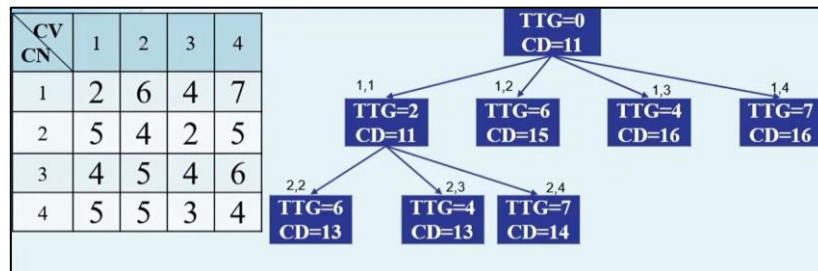 CV
CN 1 2 3 4
1 2 6 4 7
2 5 4 2 5
3 4 5 4 6
4 5 5 3 4
TTG=0
CD=11
1,1 1,2 1,3 1,4
TTG=2 TTG=6 TTG=4 TTG=7
CD=11 CD=15 CD=16 CD=16
2,2 2,3 2,4
TTG=6 TTG=4 TTG=7
CD=13 CD=13 CD=14